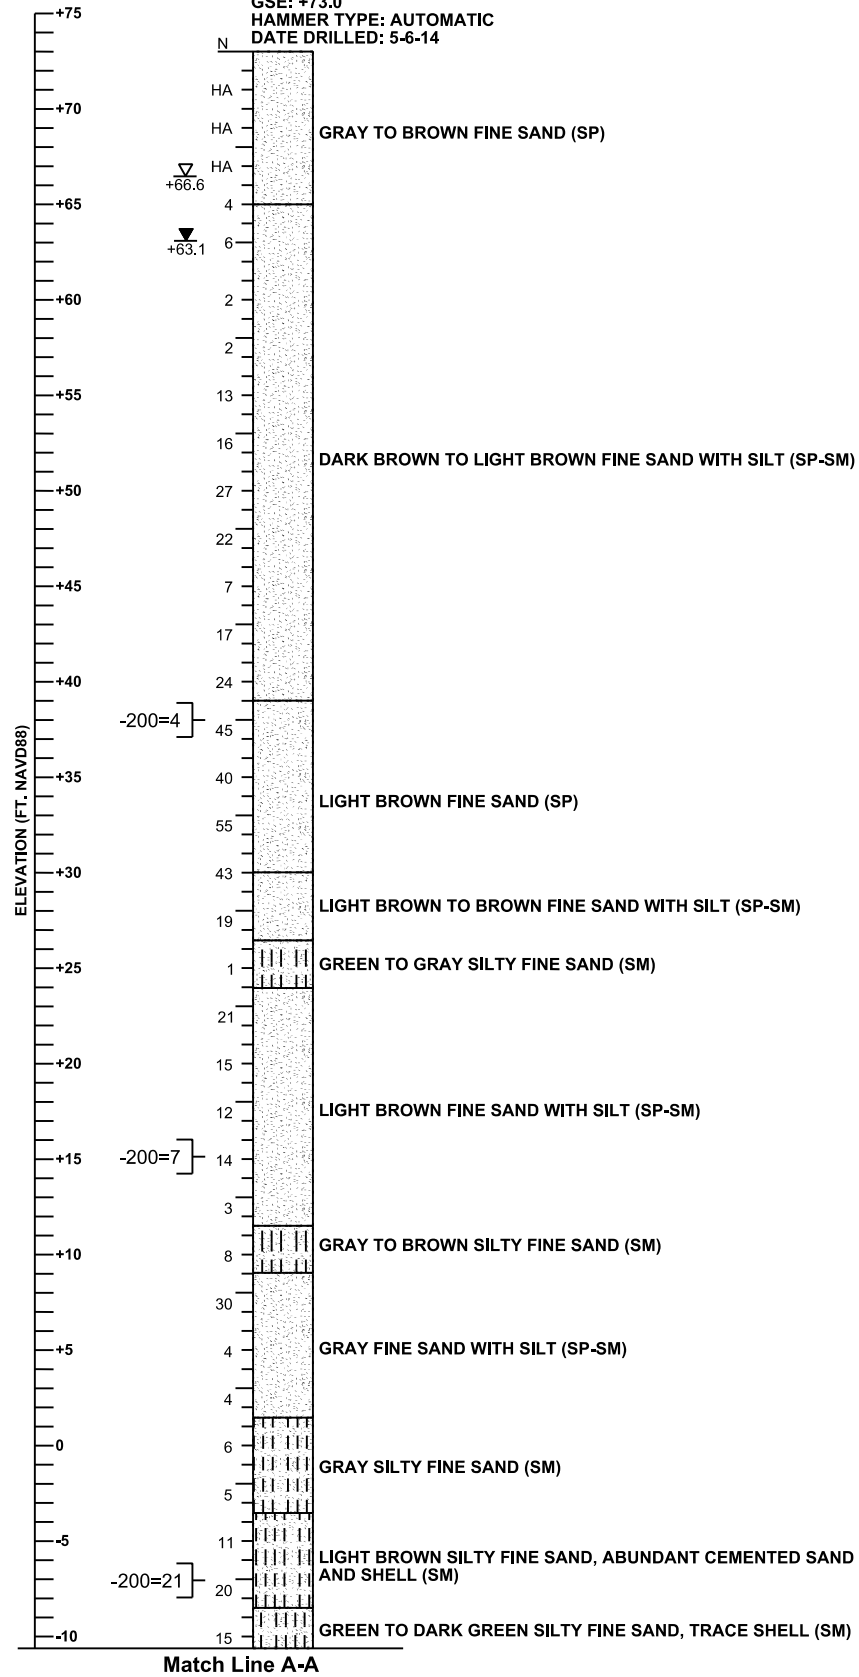 GSE: +73.0
HAMMER TYPE: AUTOMATIC
DATE DRILLED: 5-6-14
+75
N
HA
+70
HA
GRAY TO BROWN FINE SAND (SP)
HA
+66.6
+65
4
6
+63.1
+60
2
2
+55
13
16
DARK BROWN TO LIGHT BROWN FINE SAND WITH SILT (SP-SM)
+50
27
22
+45
7
17
+40
24
-200=4
45
+35
40
LIGHT BROWN FINE SAND (SP)
55
+30
43
ELEVATION (FT. NAVD88)
LIGHT BROWN TO BROWN FINE SAND WITH SILT (SP-SM)
19
GREEN TO GRAY SILTY FINE SAND (SM)
+25
1
21
+20
15
12
LIGHT BROWN FINE SAND WITH SILT (SP-SM)
-200=7
+15
14
3
GRAY TO BROWN SILTY FINE SAND (SM)
+10
8
30
+5
4
GRAY FINE SAND WITH SILT (SP-SM)
4
0
6
GRAY SILTY FINE SAND (SM)
5
-5
11
LIGHT BROWN SILTY FINE SAND, ABUNDANT CEMENTED SAND
AND SHELL (SM)
-200=21
20
GREEN TO DARK GREEN SILTY FINE SAND, TRACE SHELL (SM)
-10
15
Match Line A-A